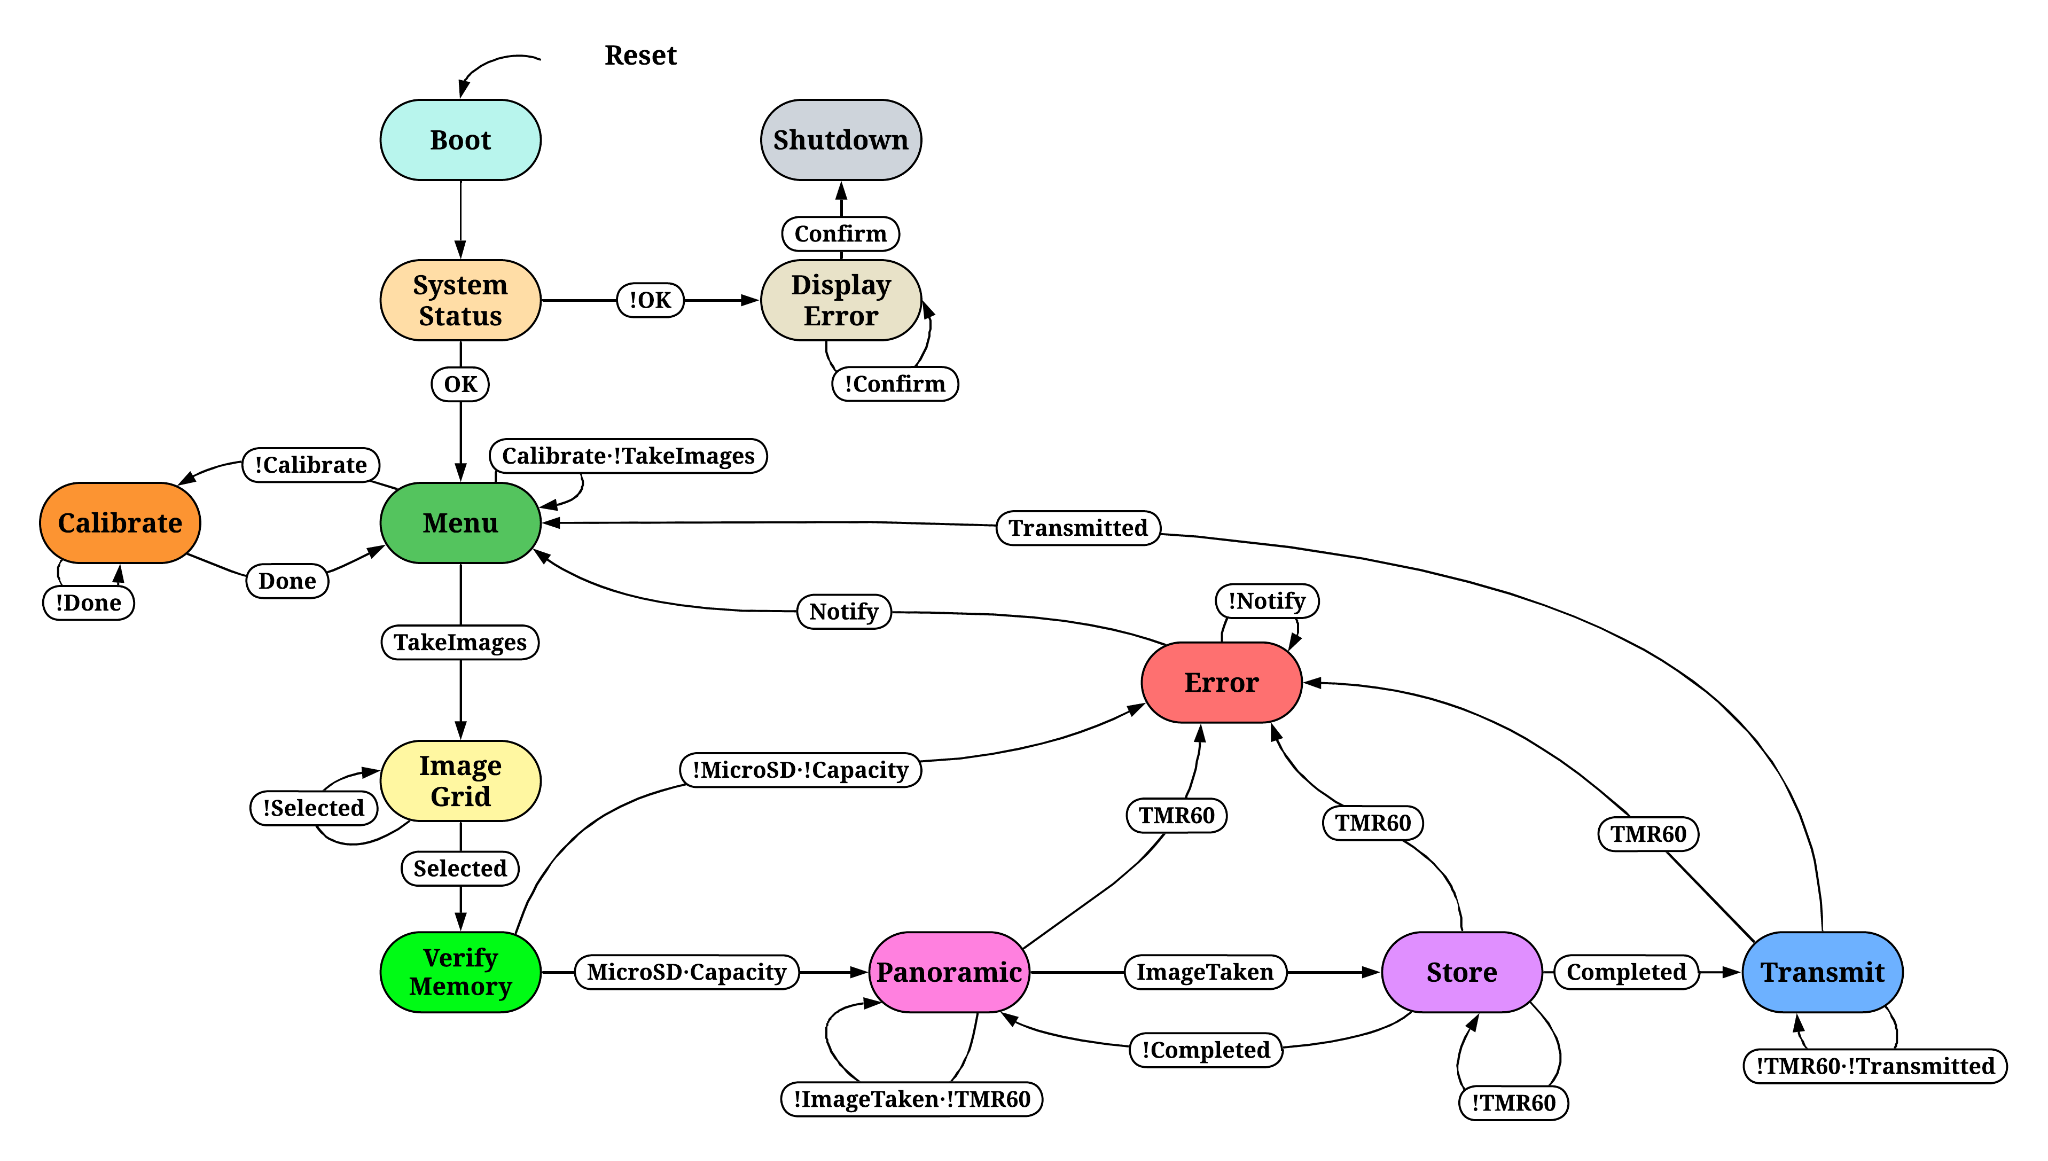 Reset
Boot
Shutdown
Confirm
System
Status
!OK
Display
Error
OK
!Confirm
!Calibrate
Calibrate·!TakeImages
Calibrate
Menu
Transmitted
Done
!Done
Notify
!Notify
TakeImages
Error
Image
Grid
!MicroSD·!Capacity
!Selected
TMR60
TMR60
TMR60
Selected
Verify
Memory
MicroSD·Capacity
Panoramic
ImageTaken
Store
Completed
Transmit
!Completed
!TMR60·!Transmitted
!ImageTaken·!TMR60
!TMR60